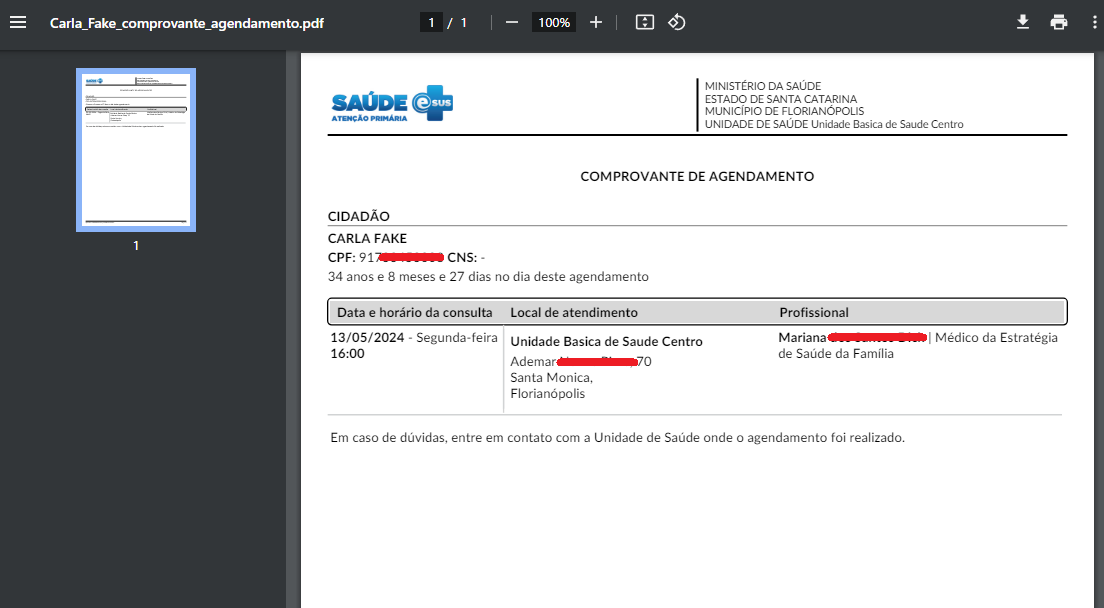 Carla_Fake_comprovante_agendamento.pdf
1 / 1
100%
SAÚDE e SUS
ATENÇÃO PRIMÁRIA
MINISTÉRIO DA SAÚDE
ESTADO DE SANTA CATARINA
MUNICÍPIO DE FLORIANÓPOLIS
UNIDADE DE SAÚDE Unidade Basica de Saude Centro
COMPROVANTE DE AGENDAMENTO
CIDADÃO
CARLA FAKE
CPF: 917 CNS: -
34 anos e 8 meses e 27 dias no dia deste agendamento
Data e horário da consulta Local de atendimento Profissional
13/05/2024 - Segunda-feira
16:00
Unidade Basica de Saude Centro
Ademar 70
Santa Monica,
Florianópolis
Mariana | Médico da Estratégia
de Saúde da Família
Em caso de dúvidas, entre em contato com a Unidade de Saúde onde o agendamento foi realizado.
1